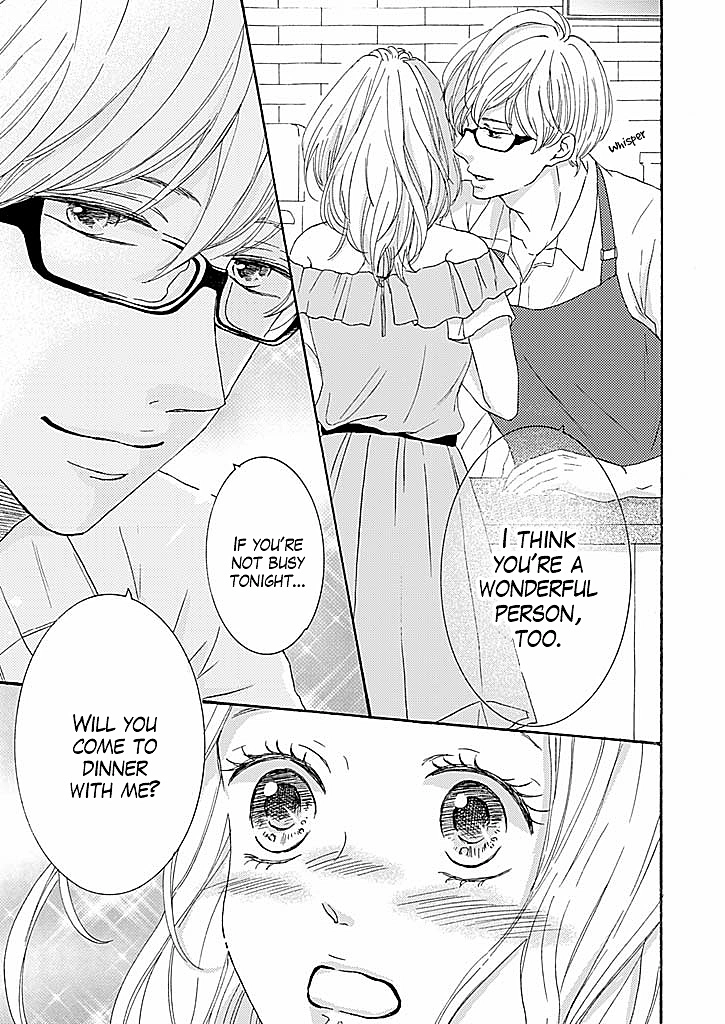 Whisper
I THINK
YOU'RE A
WONDERFUL
PERSON,
TOO.
IF YOU'RE
NOT BUSY
TONIGHT...
WILL YOU
COME TO
DINNER
WITH ME?